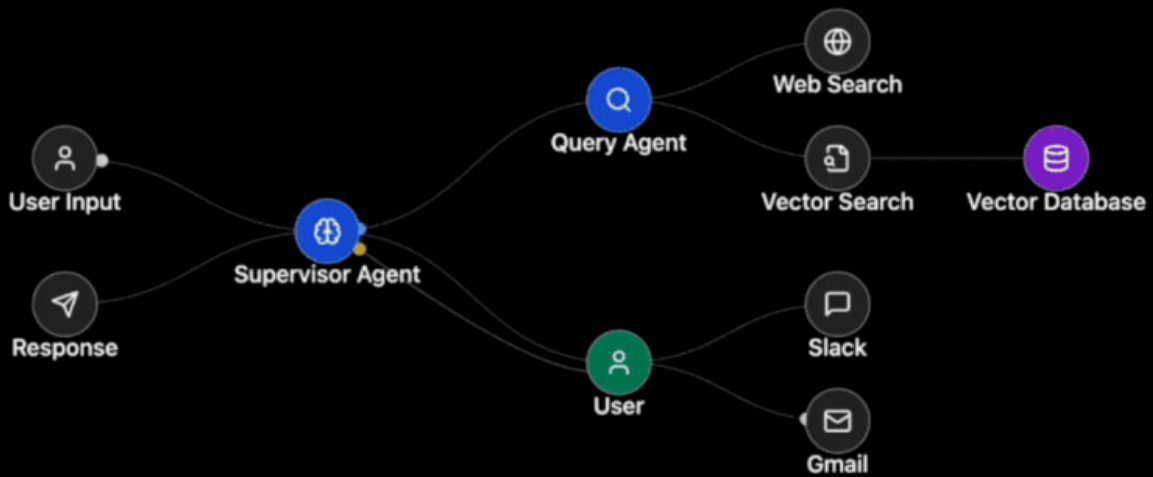 Web Search
Query Agent
User Input
Vector Search
Vector Database
Supervisor Agent
Response
Slack
User
Gmail